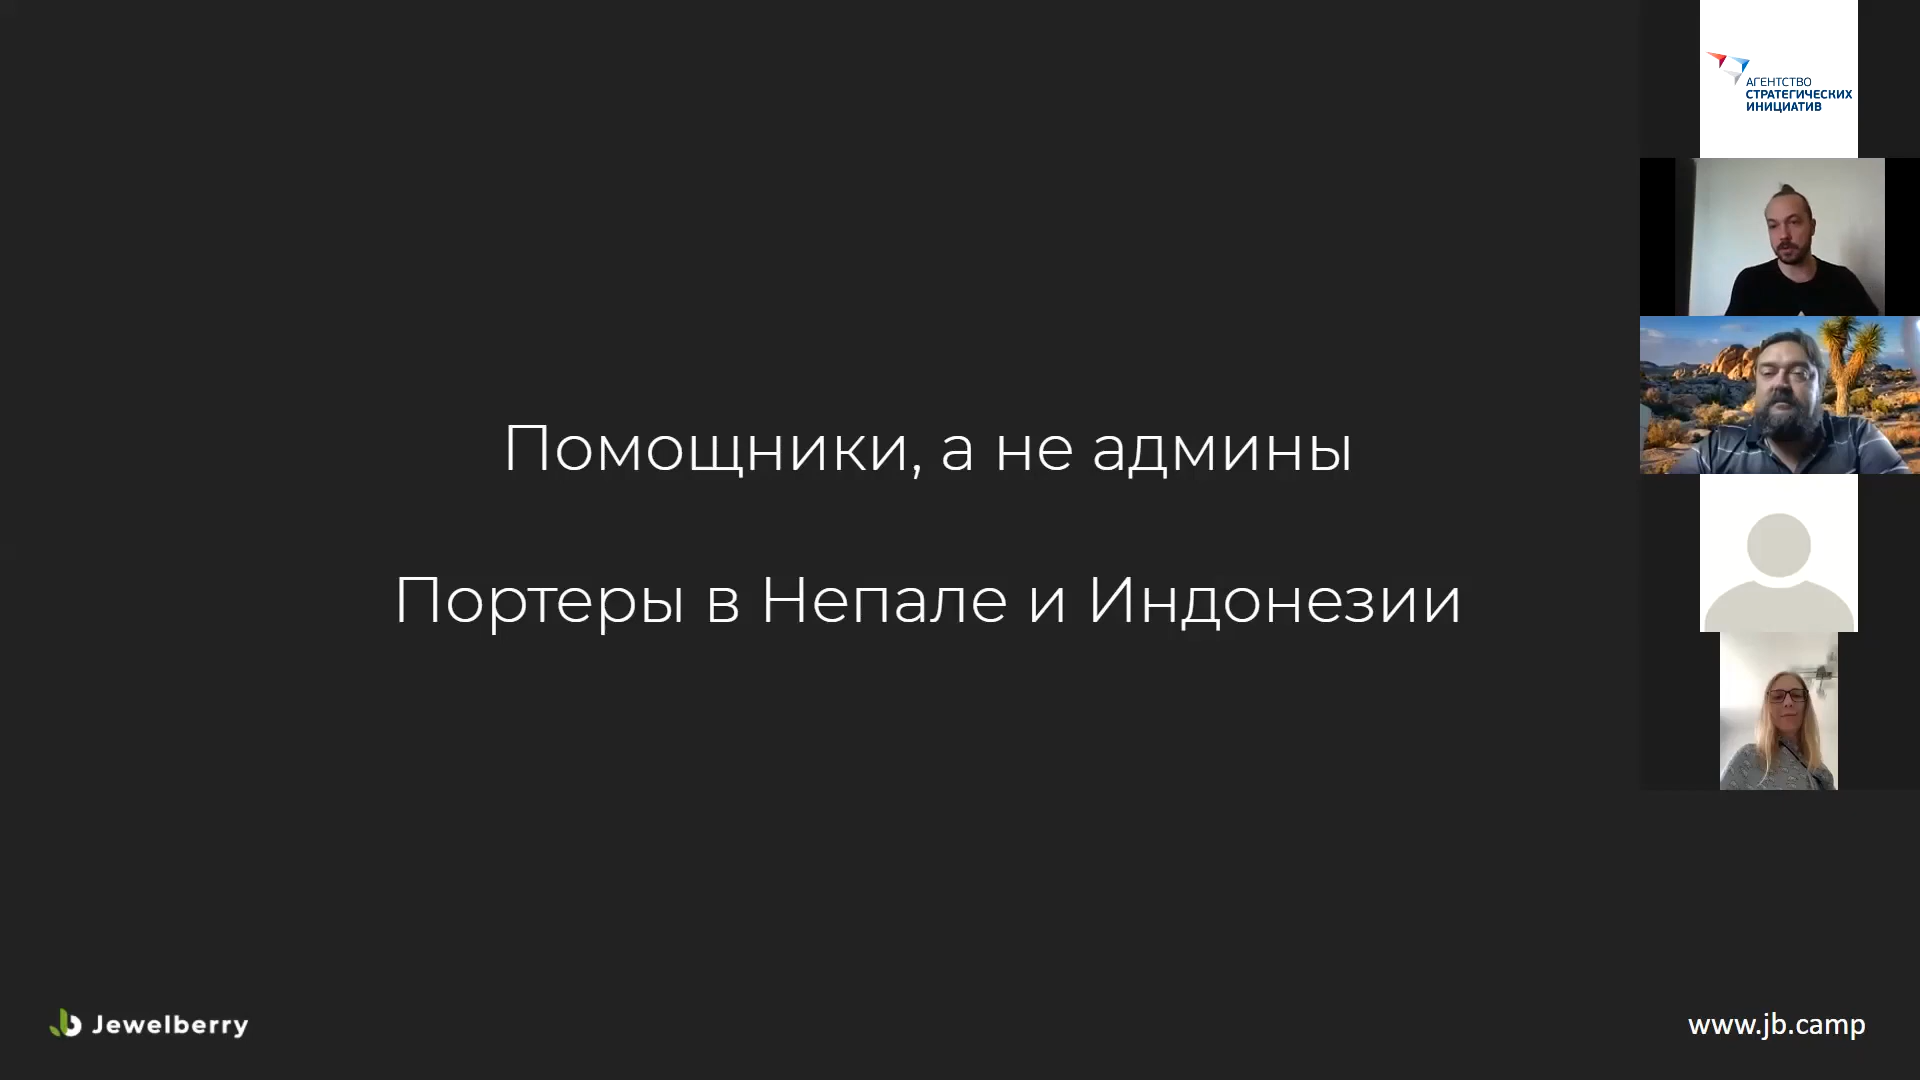 АГЕНТСТВО
СТРАТЕГИЧЕСКИХ
ИНИЦИАТИВ
Помощники, а не админы
Портеры в Непале и Индонезии
Jewelberry
www.jb.camp